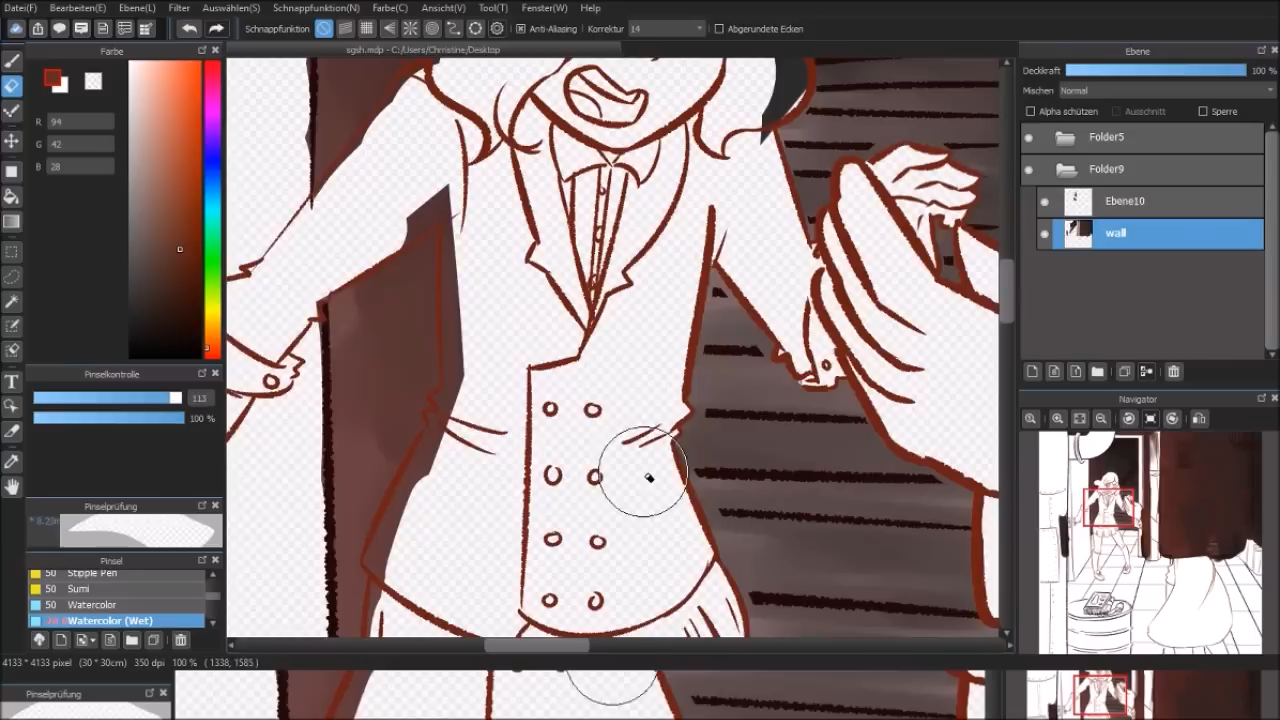 Datei(F) Bearbeiten(E) Ebene(L) Filter Auswählen(S) Schnappfunktion(N) Farbe(C) Ansicht(V) Tool(T) Fenster(W) Help
Schnappfunktion Anti-Aliasing Korrektur 14 Abgerundete Ecken
sgsh.mdp - C:/Users/Christine/Desktop
Farbe
R 94
G 42
B 28
Pinselkontrolle
113
100 %
Pinselprüfung
Pinsel
50 Stipple Pen
50 Sumi
50 Watercolor
Watercolor (Wet)
4133 * 4133 pixel (30 * 30cm) 350 dpi 100 % ( 1338, 1585 )
Pinselprüfung
Ebene
Deckkraft 100 %
Mischen Normal
Alpha schützen Ausschnitt Sperre
Folder5
Folder9
Ebene10
wall
Navigator